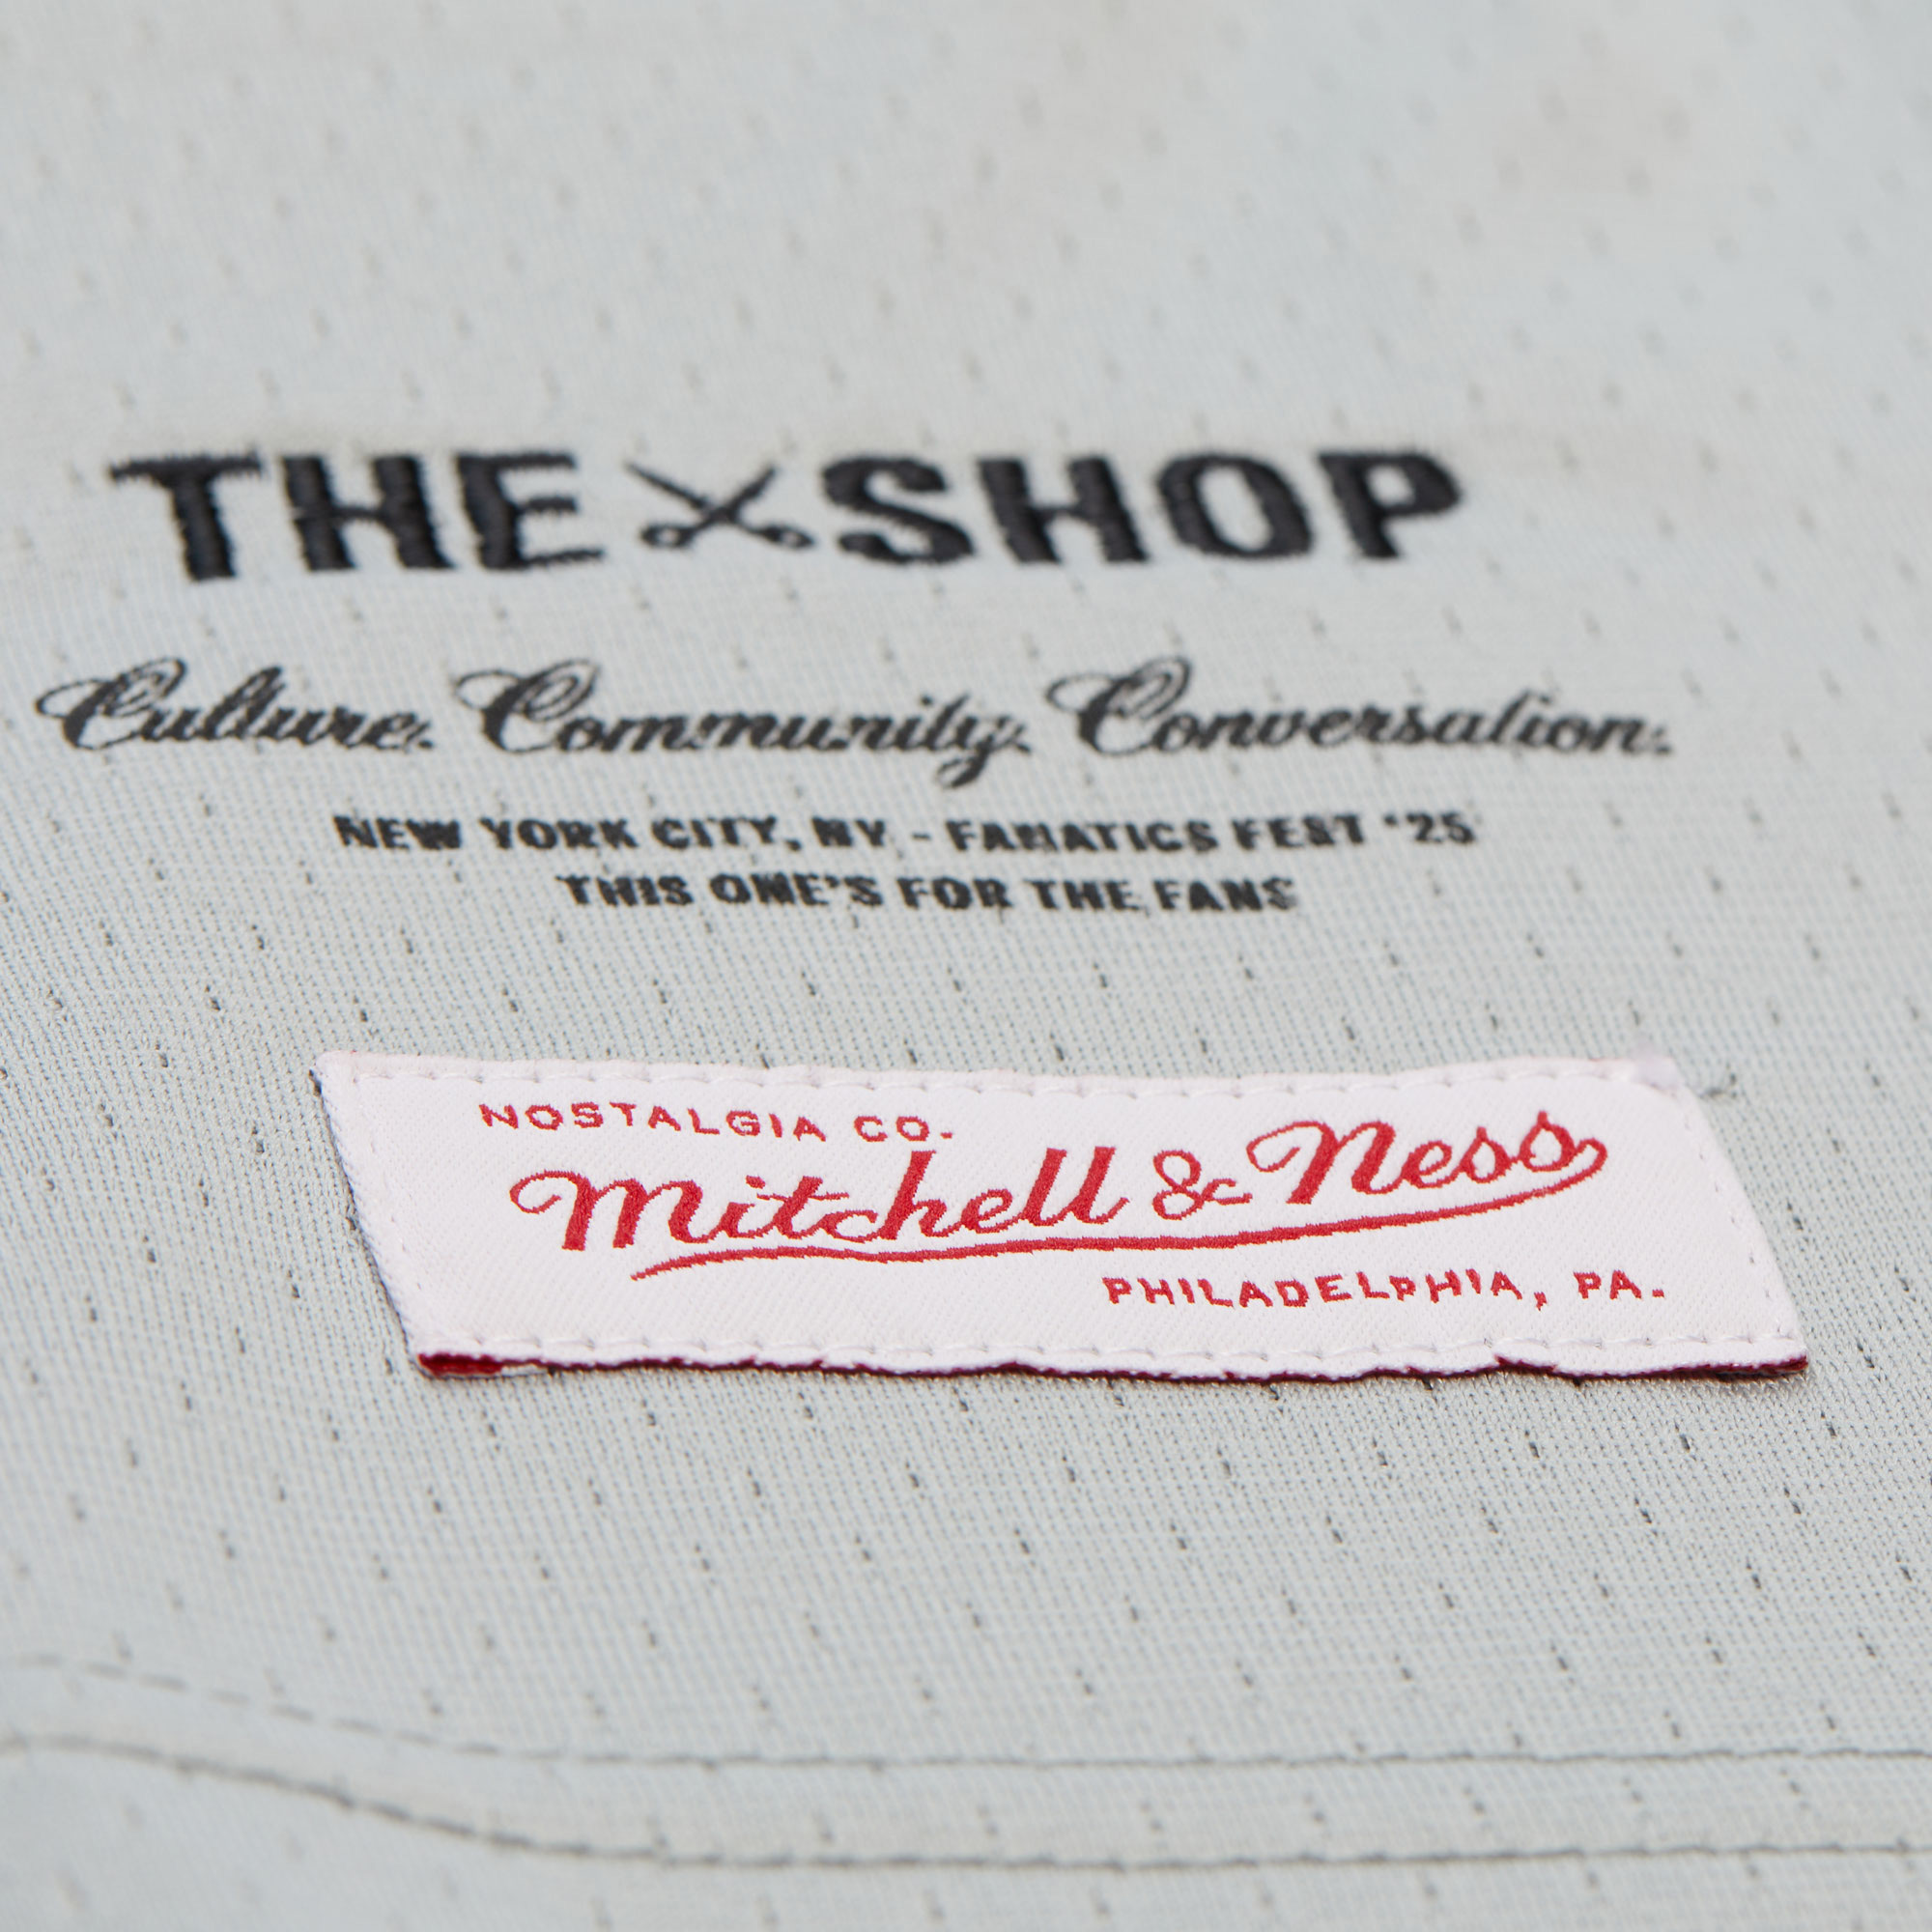 THE SHOP
Culture. Community. Conversation.
NEW YORK CITY, NY - FANATICS FEST '25
THIS ONE'S FOR THE FANS
NOSTALGIA CO.
Mitchell & Ness
PHILADELPHIA, PA.